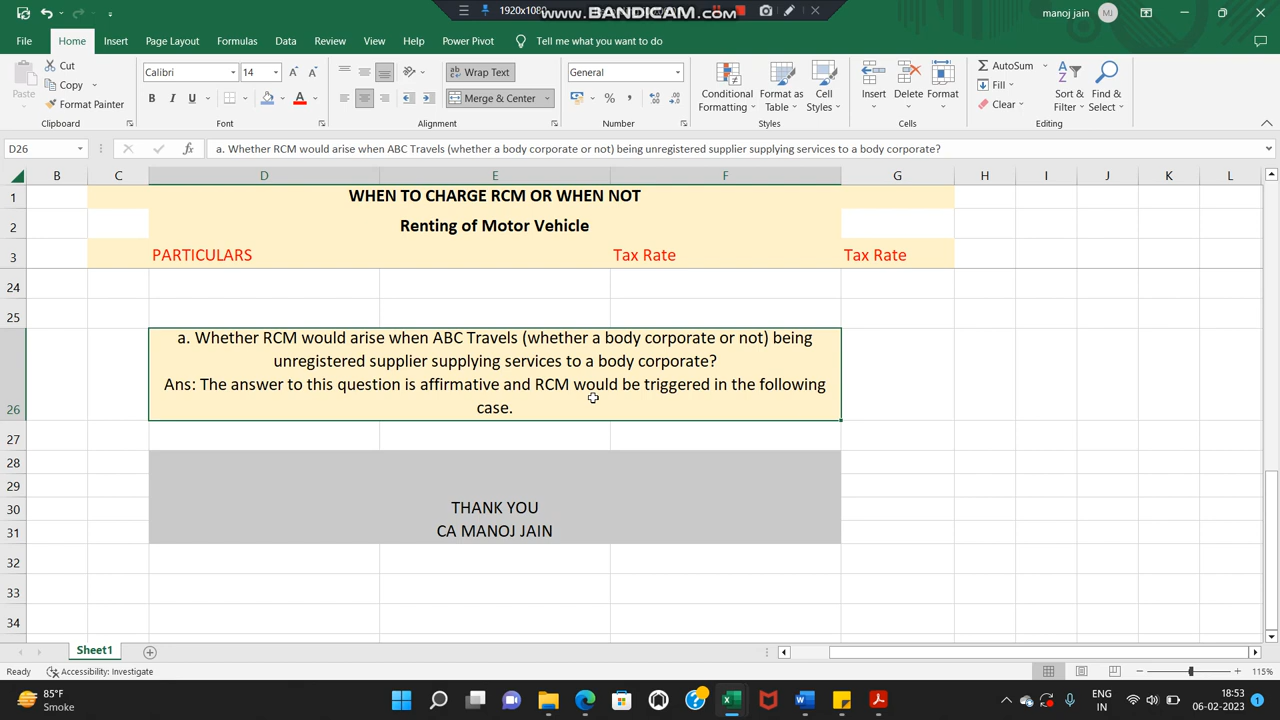 1920x1080
www.BANDICAM.com
manoj jain
MJ
File Home Insert Page Layout Formulas Data Review View Help Power Pivot Tell me what you want to do
Paste
Cut
Copy
Format Painter
Clipboard
Calibri 14
B I U
Font
Wrap Text
Merge & Center
Alignment
General
Number
Conditional Formatting
Format as Table
Cell Styles
Styles
Insert
Delete
Format
Cells
AutoSum
Fill
Clear
Sort & Filter
Find & Select
Editing
D26
fx
a. Whether RCM would arise when ABC Travels (whether a body corporate or not) being unregistered supplier supplying services to a body corporate?
B C D E F G H I J K L
1 WHEN TO CHARGE RCM OR WHEN NOT
2 Renting of Motor Vehicle
3 PARTICULARS Tax Rate Tax Rate
24
25
a. Whether RCM would arise when ABC Travels (whether a body corporate or not) being
unregistered supplier supplying services to a body corporate?
Ans: The answer to this question is affirmative and RCM would be triggered in the following
26 case.
27
28
29
30 THANK YOU
31 CA MANOJ JAIN
32
33
34
Sheet1
Ready Accessibility: Investigate 115%
85°F
Smoke
ENG
IN
18:53
06-02-2023
1